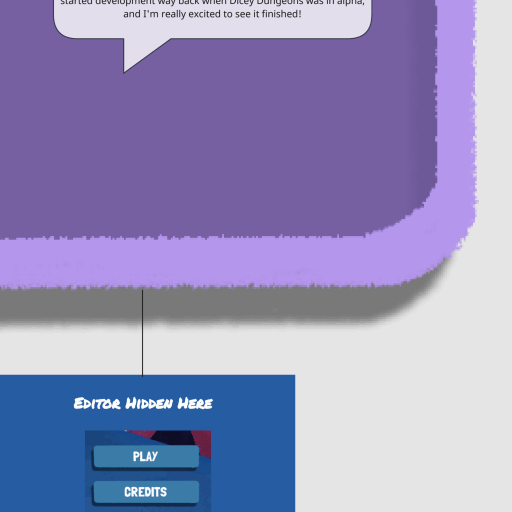 started development way back when Dicey Dungeons was in alpha,
and I'm really excited to see it finished!
Editor Hidden Here
PLAY
CREDITS